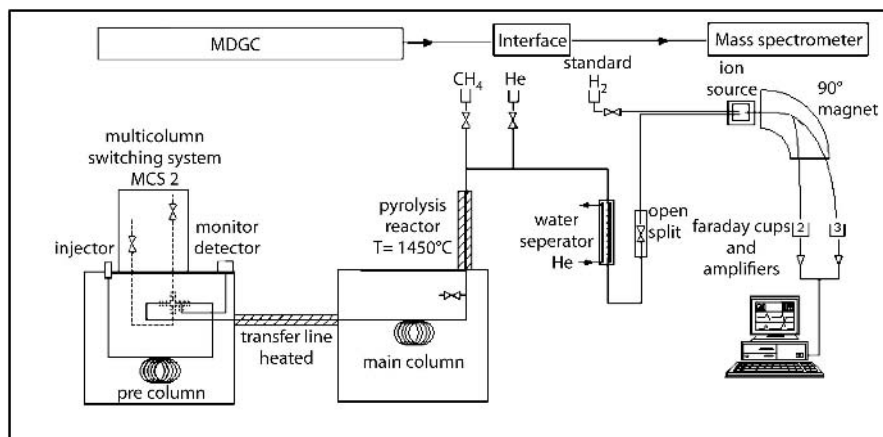 MDGC
Interface
Mass spectrometer
CH4
He
standard
H2
ion
source
90°
magnet
multicolumn
switching system
MCS 2
injector
monitor
detector
pyrolysis
reactor
T= 1450°C
water
seperator
He
open
split
faraday cups
and
amplifiers
2
3
transfer line
heated
main column
pre column